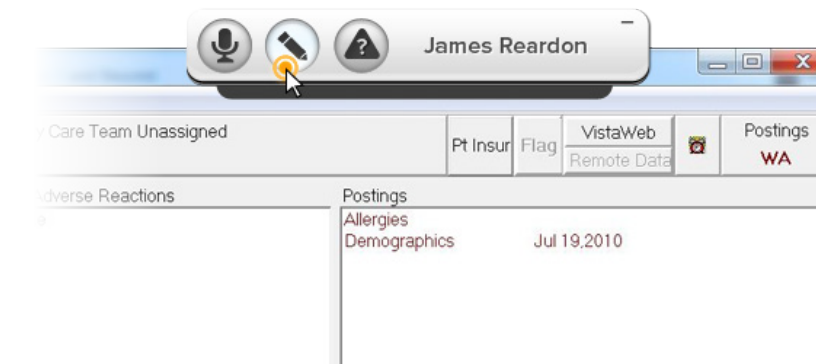 James Reardon
Care Team Unassigned
Pt Insur
Flag
VistaWeb
Remote Data
Postings
WA
Adverse Reactions
Postings
Allergies
Demographics Jul 19,2010